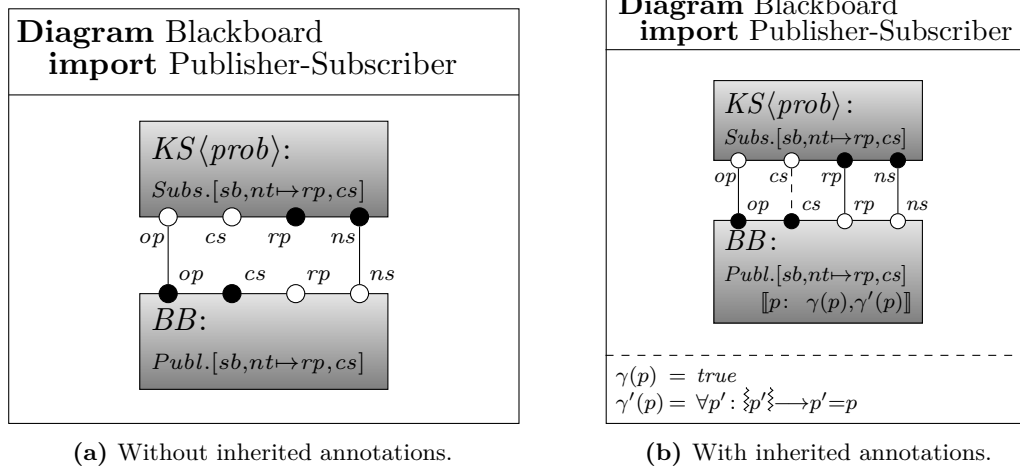 Diagram Blackboard
import Publisher-Subscriber
KS⟨prob⟩:
Subs.[sb,nt↦rp,cs]
op cs rp ns
op cs rp ns
BB:
Publ.[sb,nt↦rp,cs]
(a) Without inherited annotations.
Diagram Blackboard
import Publisher-Subscriber
KS⟨prob⟩:
Subs.[sb,nt↦rp,cs]
op cs rp ns
op cs rp ns
BB:
Publ.[sb,nt↦rp,cs]
⟦p: γ(p),γ′(p)⟧
γ(p) = true
γ′(p) = ∀p′: ⦚p′⦚⟶p′=p
(b) With inherited annotations.